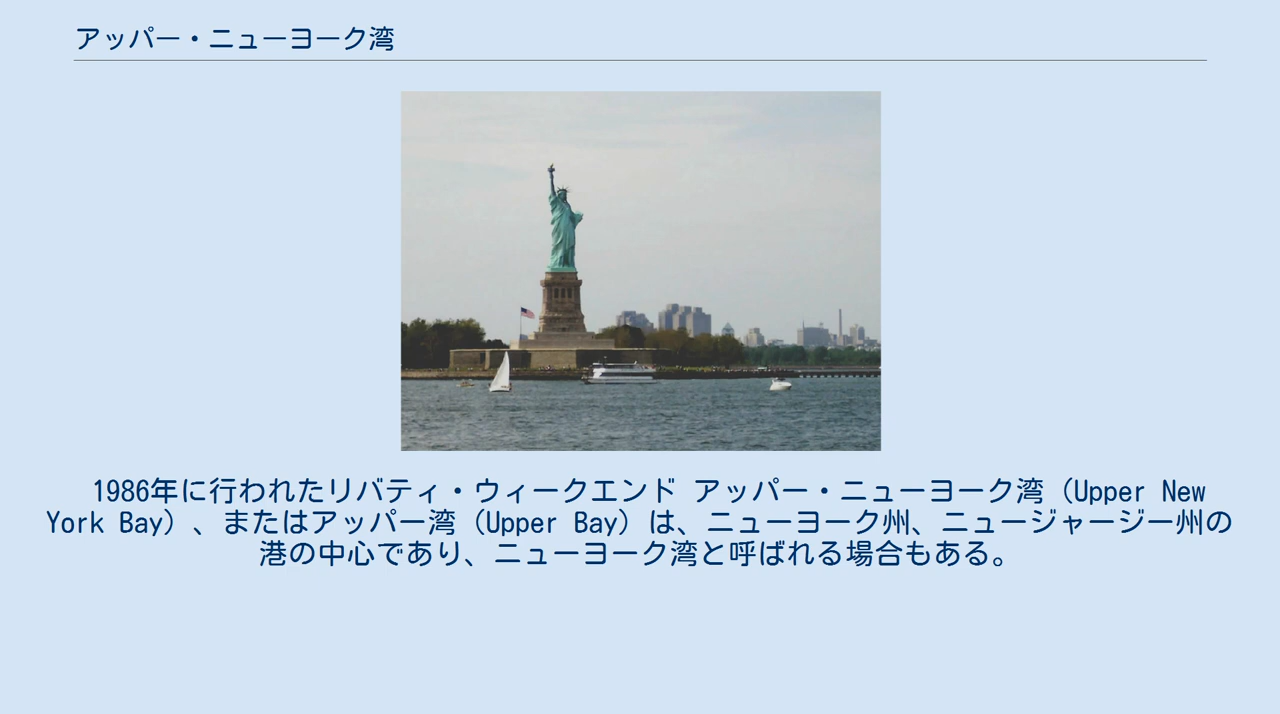 アッパー・ニューヨーク湾
1986年に行われたリバティ・ウィークエンド アッパー・ニューヨーク湾（Upper New
York Bay）、またはアッパー湾（Upper Bay）は、ニューヨーク州、ニュージャージー州の
港の中心であり、ニューヨーク湾と呼ばれる場合もある。